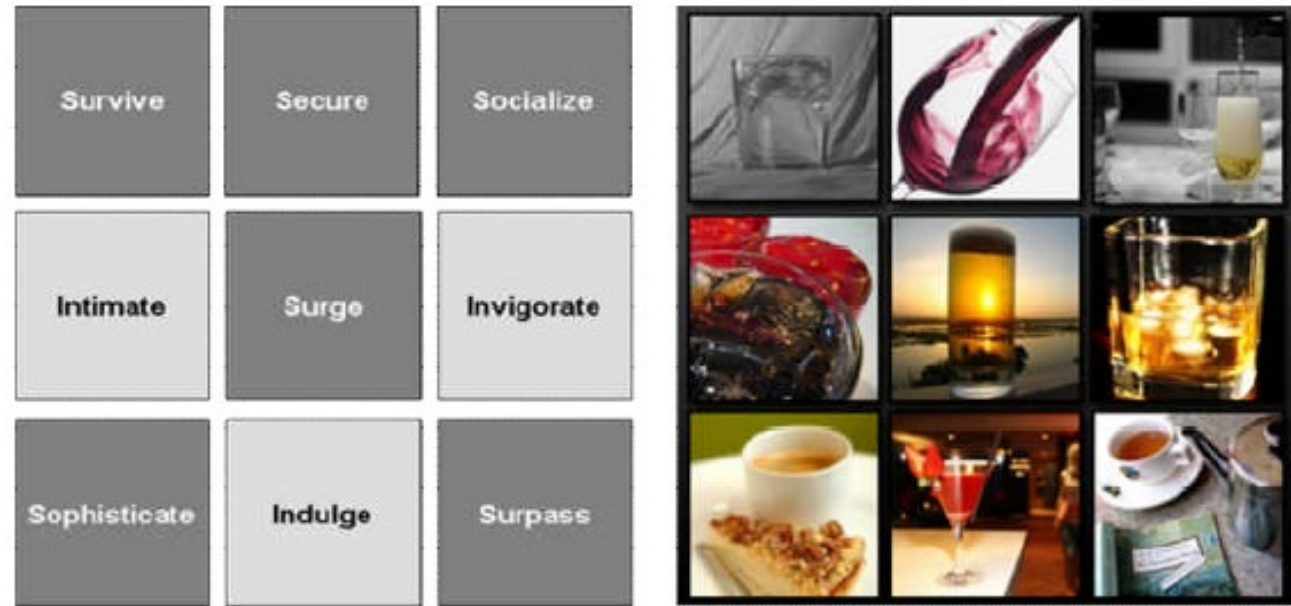 Survive
Secure
Socialize
Intimate
Surge
Invigorate
Sophisticate
Indulge
Surpass